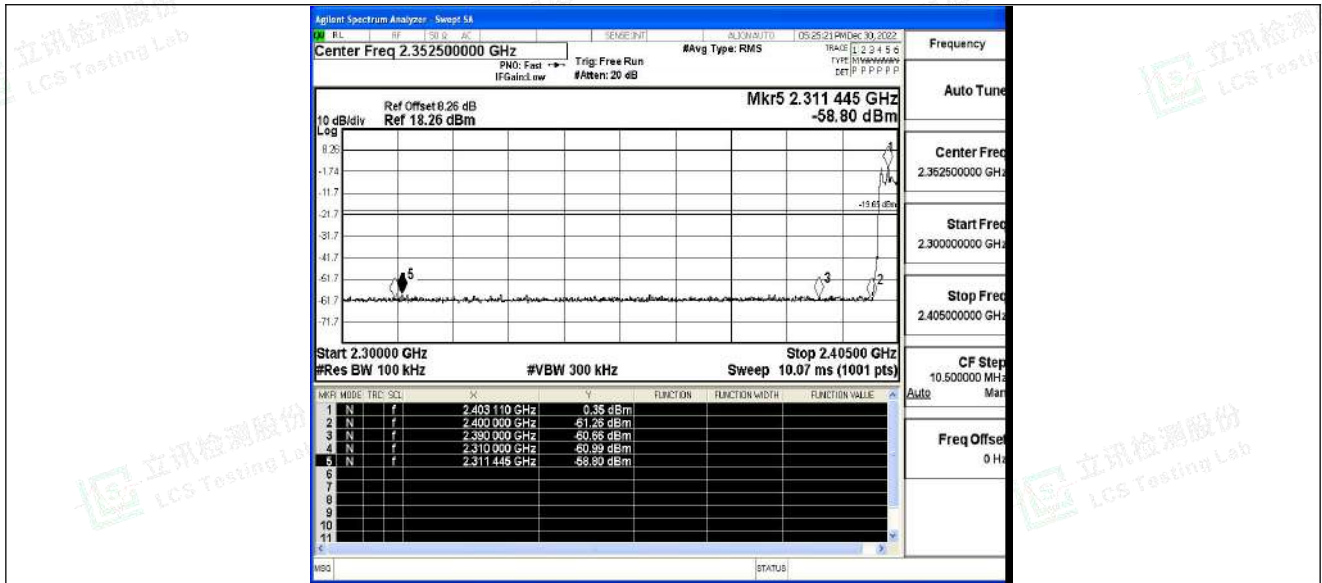 Agilent Spectrum Analyzer - Swept SA
RL RF 50 Ω AC SENSE:INT ALIGN AUTO 05:25:21 PM Dec 30, 2022
Center Freq 2.352500000 GHz
PNO: Fast
IFGain:Low
Trig: Free Run
#Atten: 20 dB
#Avg Type: RMS
TRACE 1 2 3 4 5 6
TYPE
DET P P P P P P
Ref Offset 8.26 dB
10 dB/div Ref 18.26 dBm
Mkr5 2.311 445 GHz
-58.80 dBm
Log
8.26
-1.74
-11.7
-21.7
-31.7
-41.7
-51.7
-61.7
-71.7
1
-19.65 dBm
5
3
2
Start 2.30000 GHz
Stop 2.40500 GHz
#Res BW 100 kHz #VBW 300 kHz Sweep 10.07 ms (1001 pts)
MKR MODE TRC SCL X Y FUNCTION FUNCTION WIDTH FUNCTION VALUE
1 N f 2.403 110 GHz 0.35 dBm
2 N f 2.400 000 GHz -61.26 dBm
3 N f 2.390 000 GHz -60.66 dBm
4 N f 2.310 000 GHz -60.99 dBm
5 N f 2.311 445 GHz -58.80 dBm
6
7
8
9
10
11
MSG STATUS
Frequency
Auto Tune
Center Freq
2.352500000 GHz
Start Freq
2.300000000 GHz
Stop Freq
2.405000000 GHz
CF Step
10.500000 MHz
Auto Man
Freq Offset
0 Hz
立讯检测股份
LCS Testing Lab
立讯检测股份
LCS Testing Lab
立讯检测股份
LCS Testing Lab